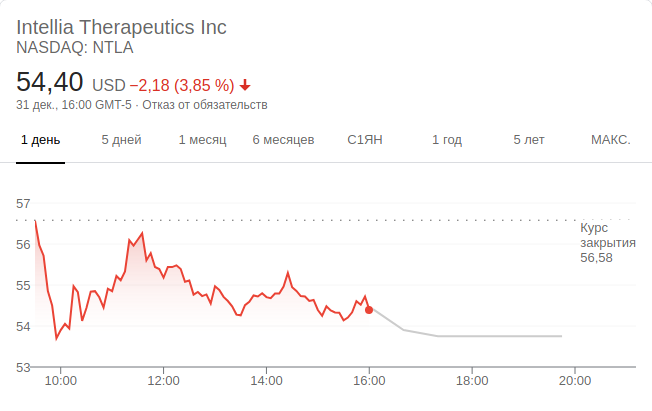 Intellia Therapeutics Inc
NASDAQ: NTLA
54,40 USD −2,18 (3,85 %)
31 дек., 16:00 GMT-5 · Отказ от обязательств
1 день 5 дней 1 месяц 6 месяцев С1ЯН 1 год 5 лет МАКС.
57
Курс
56
закрытия
56,58
55
54
53
10:00 12:00 14:00 16:00 18:00 20:00